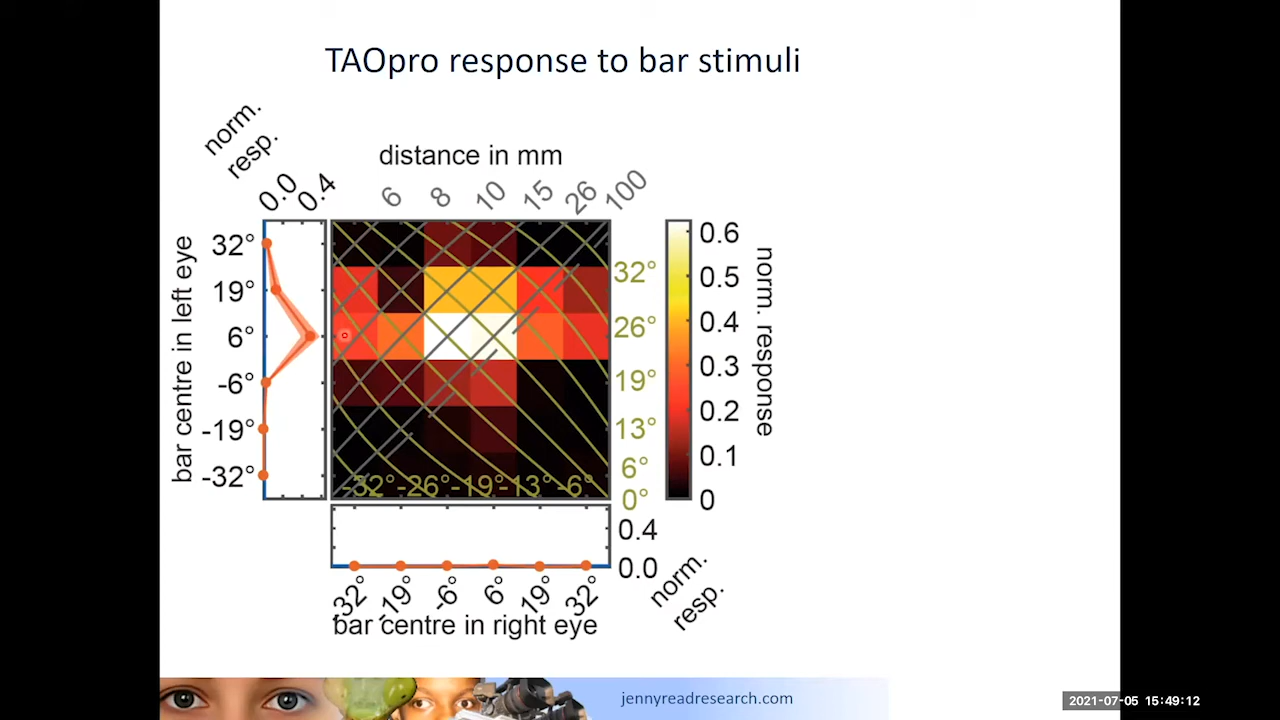 TAOpro response to bar stimuli
norm.
resp.
distance in mm
0.0 0.4
6 8 10 15 26 100
bar centre in left eye
32°
19°
6°
-6°
-19°
-32°
32°
26°
19°
13°
6°
0°
-32° -26° -19° -13° -6°
0.6
0.5
0.4
0.3
0.2
0.1
0
norm. response
0.4
0.0
norm.
resp.
-32° -19° -6° 6° 19° 32°
bar centre in right eye
jennyreadresearch.com
2021-07-05 15:49:12